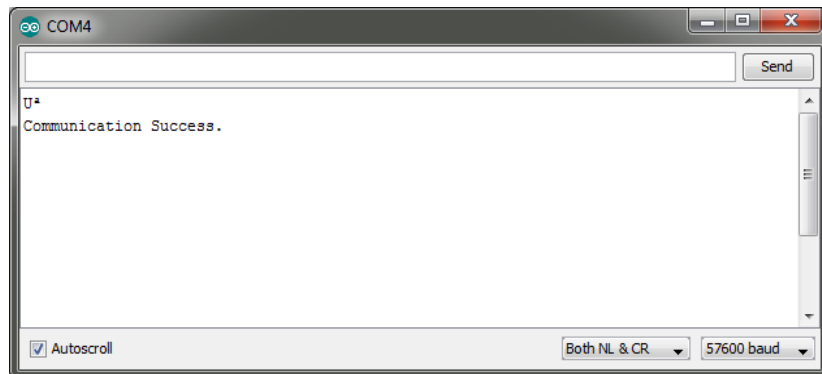 COM4
Send
Uª
Communication Success.
Autoscroll
Both NL & CR
57600 baud